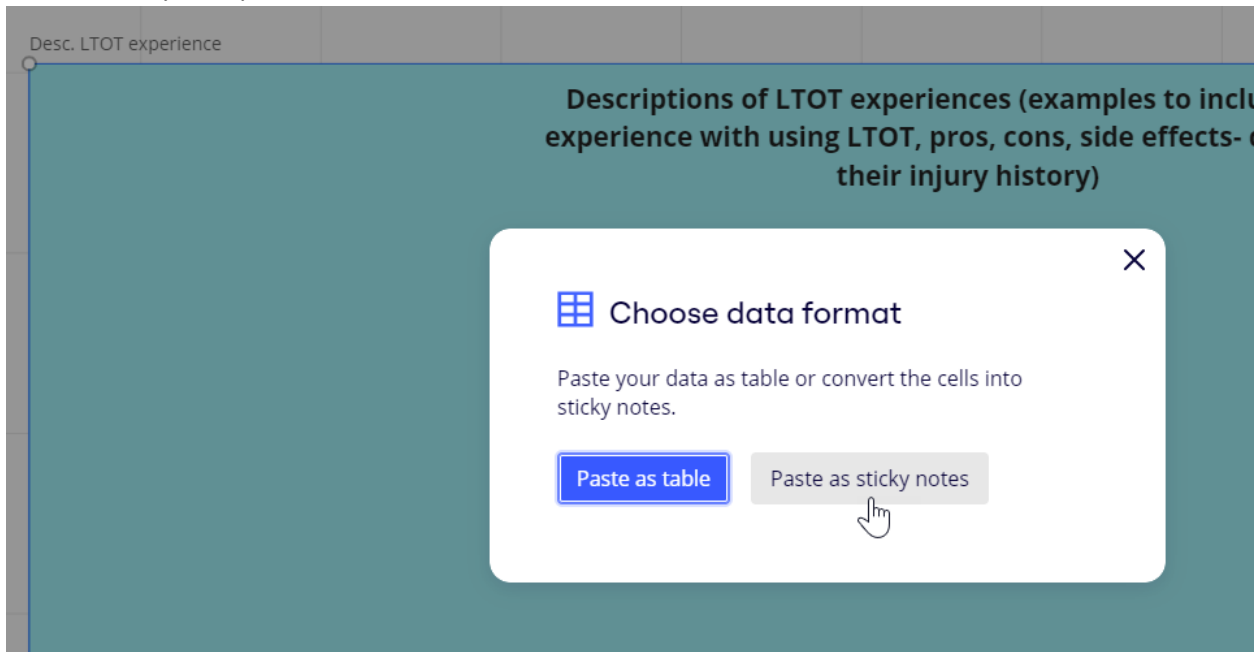 Desc. LTOT experience
Descriptions of LTOT experiences (examples to incl
experience with using LTOT, pros, cons, side effects-
their injury history)
Choose data format
Paste your data as table or convert the cells into
sticky notes.
Paste as table
Paste as sticky notes